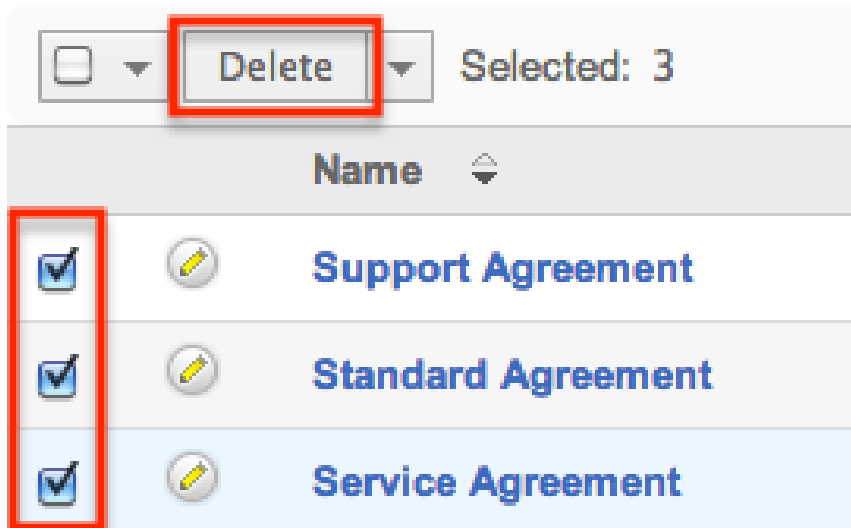 Delete Selected: 3
Name
Support Agreement
Standard Agreement
Service Agreement